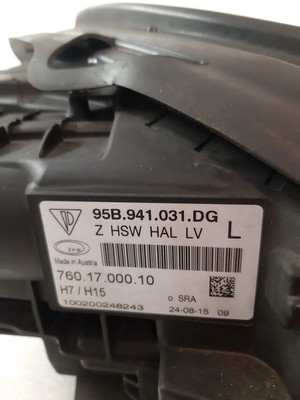 95B.941.031.DG
Z HSW HAL LV L
Made in Austria
760.17.000.10
H7 / H15 o. SRA
100200248243 24-08-15 09